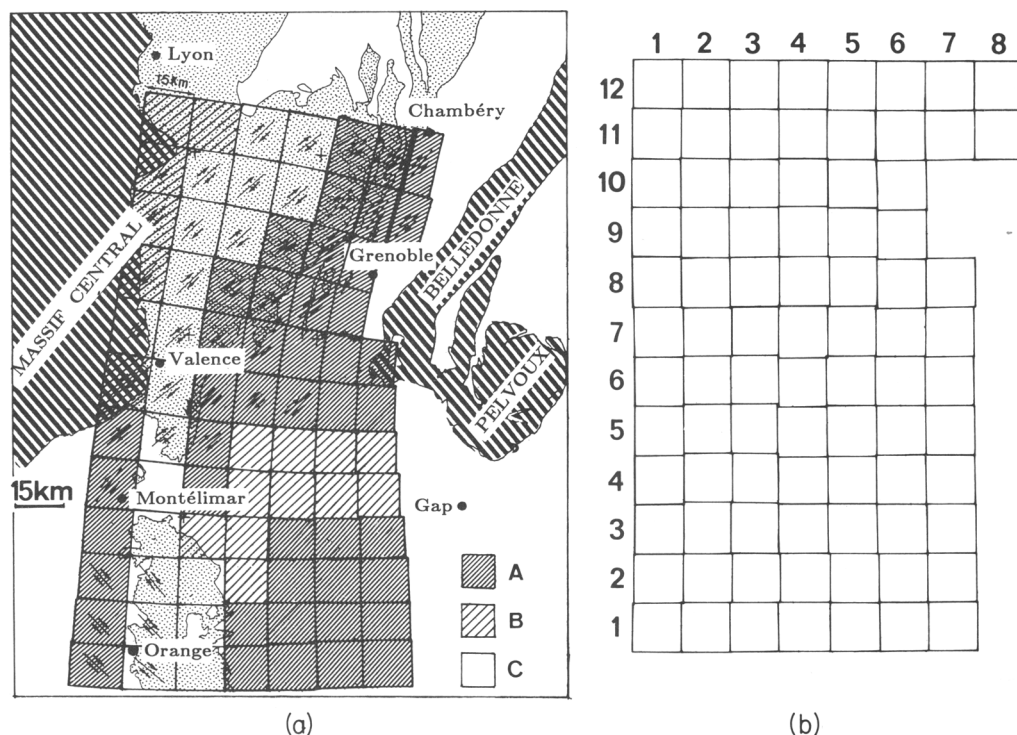 Lyon
15Km
Chambéry
MASSIF CENTRAL
BELLEDONNE
Grenoble
Valence
PELVOUX
15km
Montélimar
Gap
A
B
C
Orange
(a)
1 2 3 4 5 6 7 8
12
11
10
9
8
7
6
5
4
3
2
1
(b)